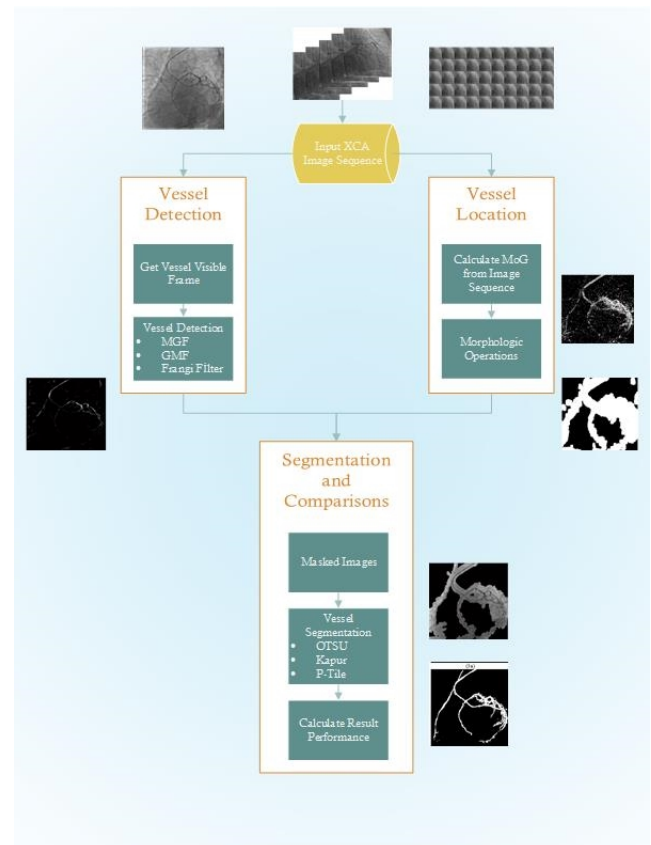 Input XCA
Image Sequence
Vessel
Detection
Get Vessel Visible
Frame
Vessel Detection
• MGF
• GMF
• Frangi FIlter
Vessel
Location
Calculate MoG
from Image
Sequence
Morphologic
Operations
Segmentation
and
Comparisons
Masked Images
Vessel
Segmentation
• OTSU
• Kapur
• P-Tile
Calculate Result
Performance